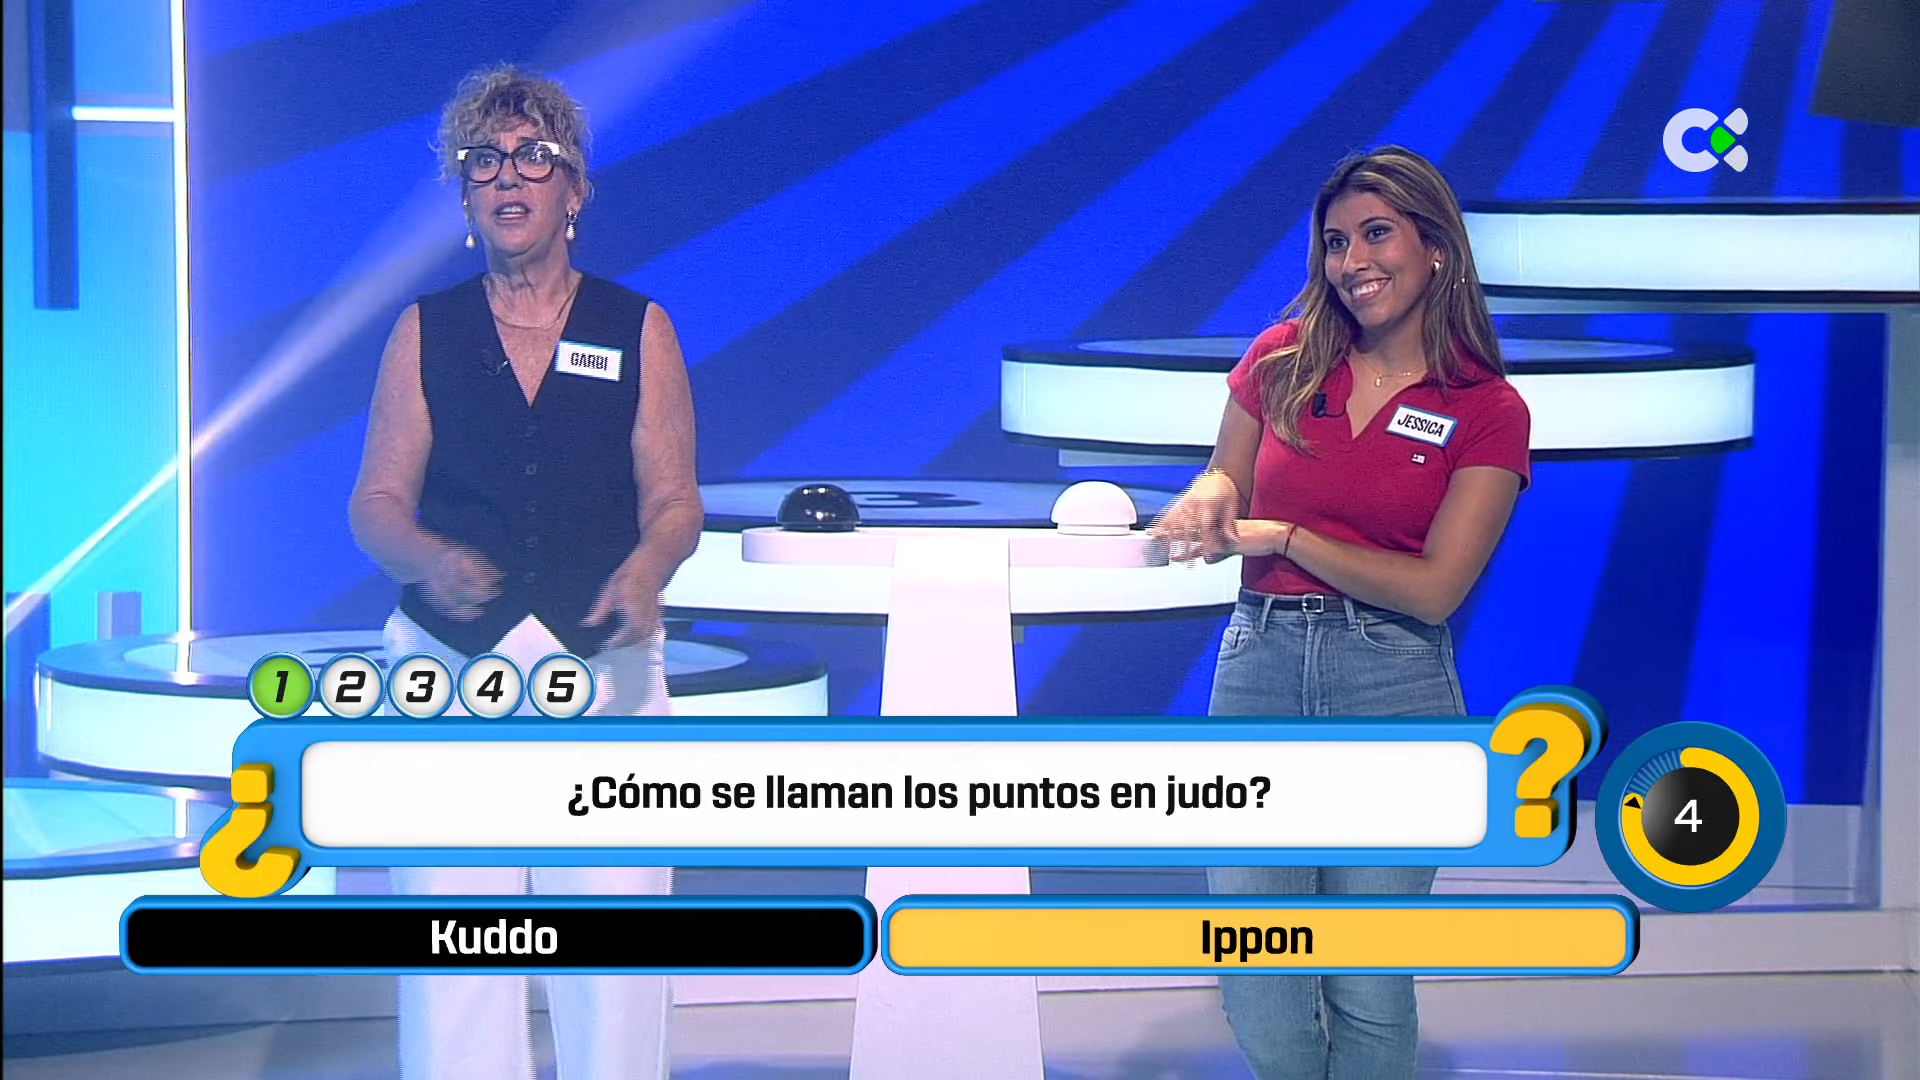 GARBI
JESSICA
1 2 3 4 5
¿Cómo se llaman los puntos en judo?
4
Kuddo
Ippon